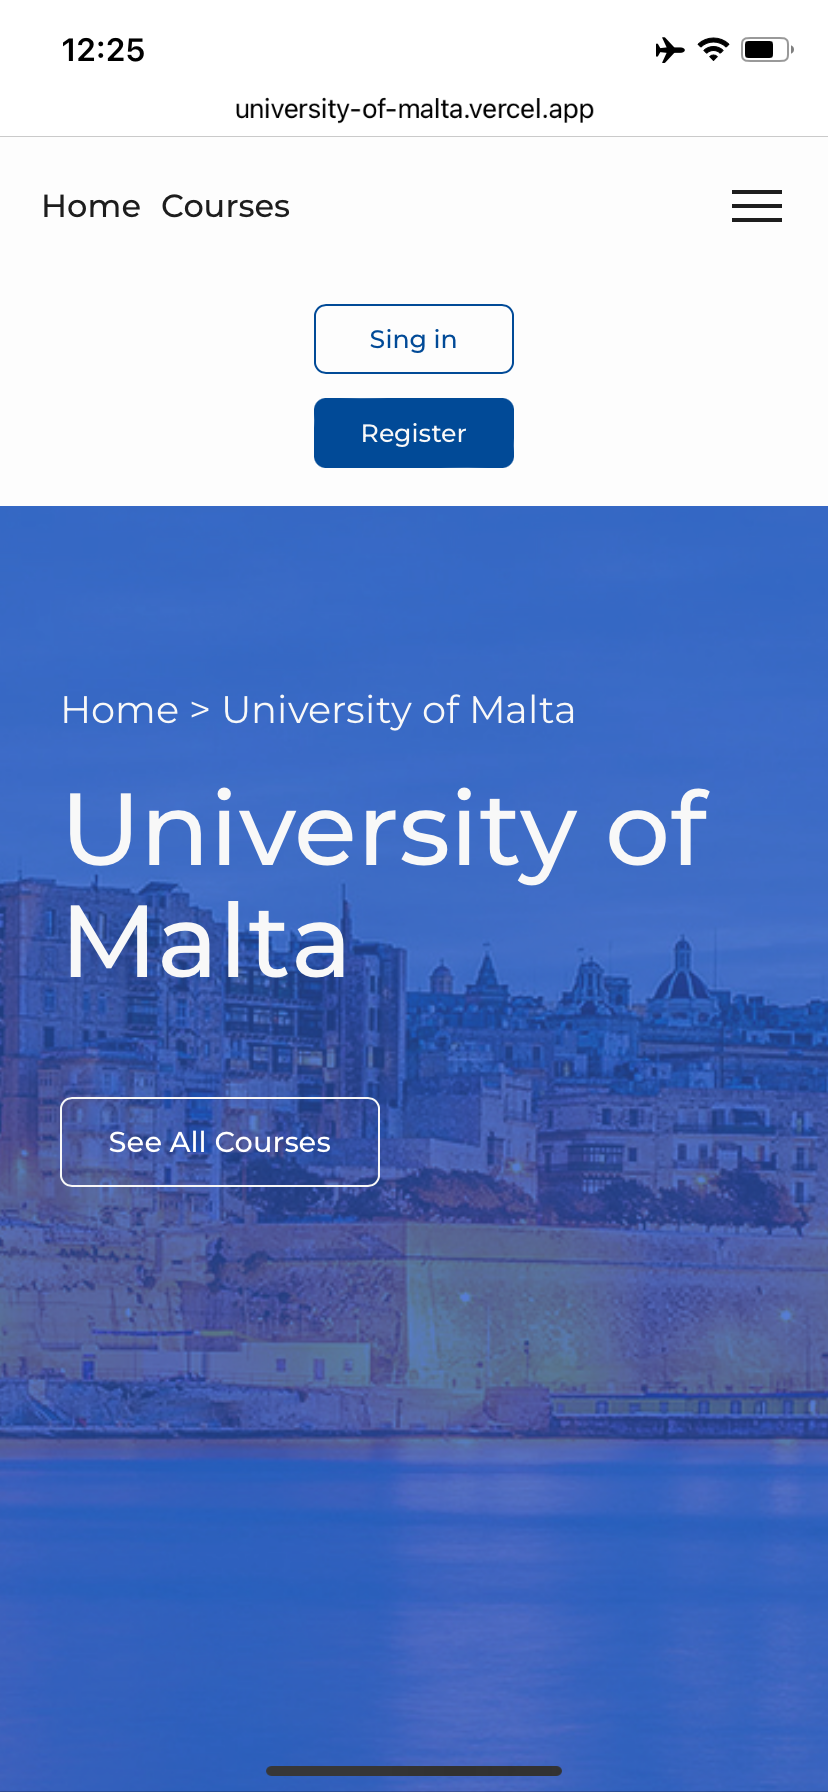 12:25
university-of-malta.vercel.app
Home Courses
Sing in
Register
Home > University of Malta
University of
Malta
See All Courses